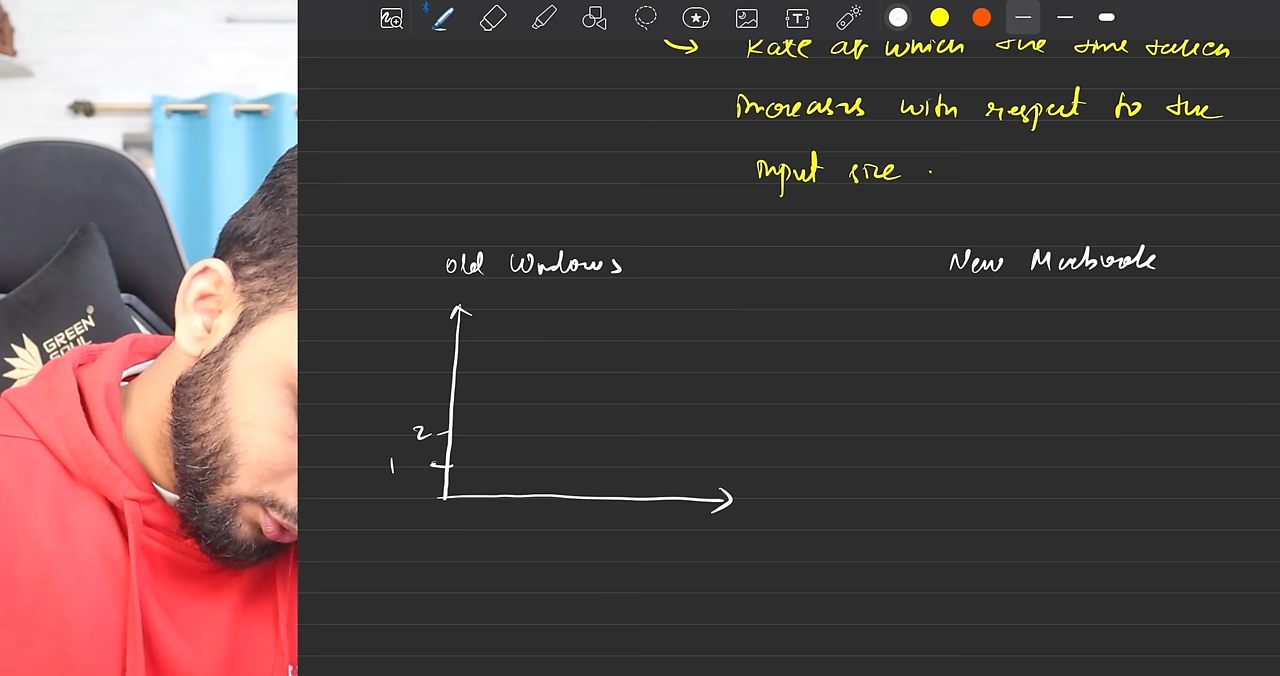 → Rate at which the time taken
increases with respect to the
input size .
Old Windows
New Macbook
2
1
GREEN
SOUL
®
T